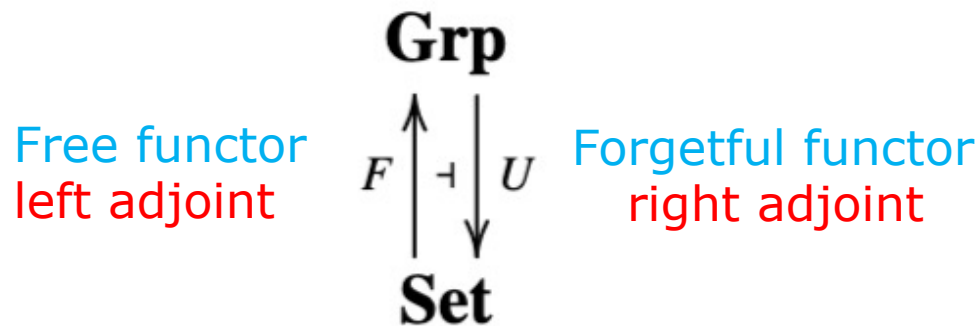 Grp
Free functor
left adjoint
F ⊣ U
Forgetful functor
right adjoint
Set